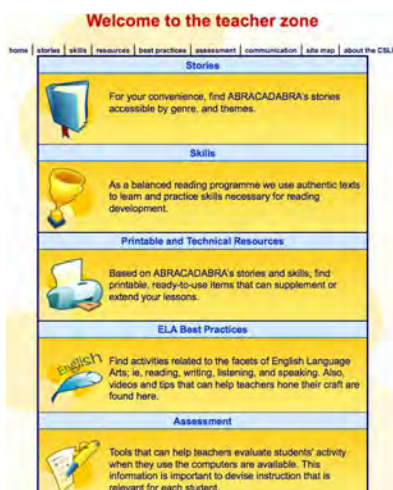 Welcome to the teacher zone
home | stories | skills | resources | best practices | assessment | communication | site map | about the CSL
Stories
For your convenience, find ABRACADABRA's stories
accessible by genre, and themes.
Skills
As a balanced reading programme we use authentic texts
to learn and practice skills necessary for reading
development.
Printable and Technical Resources
Based on ABRACADABRA's stories and skills, find
printable, ready-to-use items that can supplement or
extend your lessons.
ELA Best Practices
English
Find activities related to the facets of English Language
Arts; ie, reading, writing, listening, and speaking. Also,
videos and tips that can help teachers hone their craft are
found here.
Assessment
Tools that can help teachers evaluate students' activity
when they use the computers are available. This
information is important to devise instruction that is
relevant for each student.